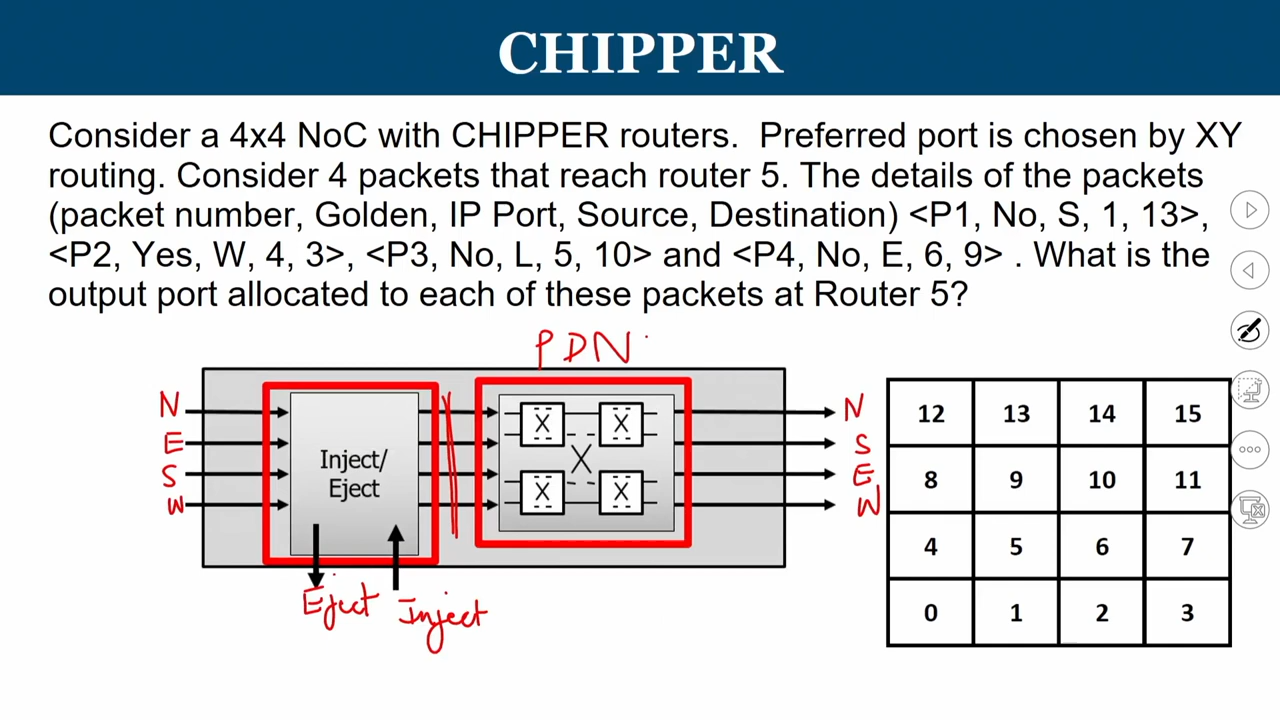 CHIPPER
Consider a 4x4 NoC with CHIPPER routers. Preferred port is chosen by XY
routing. Consider 4 packets that reach router 5. The details of the packets
(packet number, Golden, IP Port, Source, Destination) <P1, No, S, 1, 13>,
<P2, Yes, W, 4, 3>, <P3, No, L, 5, 10> and <P4, No, E, 6, 9> . What is the
output port allocated to each of these packets at Router 5?
PDN
N
E
S
W
Inject/
Eject
Eject
Inject
X X
X
X X
N
S
E
W
12 13 14 15
8 9 10 11
4 5 6 7
0 1 2 3